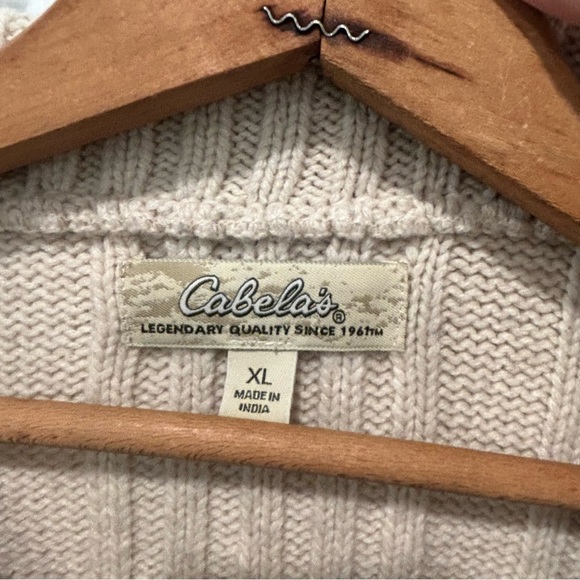 Cabela's®
LEGENDARY QUALITY SINCE 1961™
XL
MADE IN
INDIA